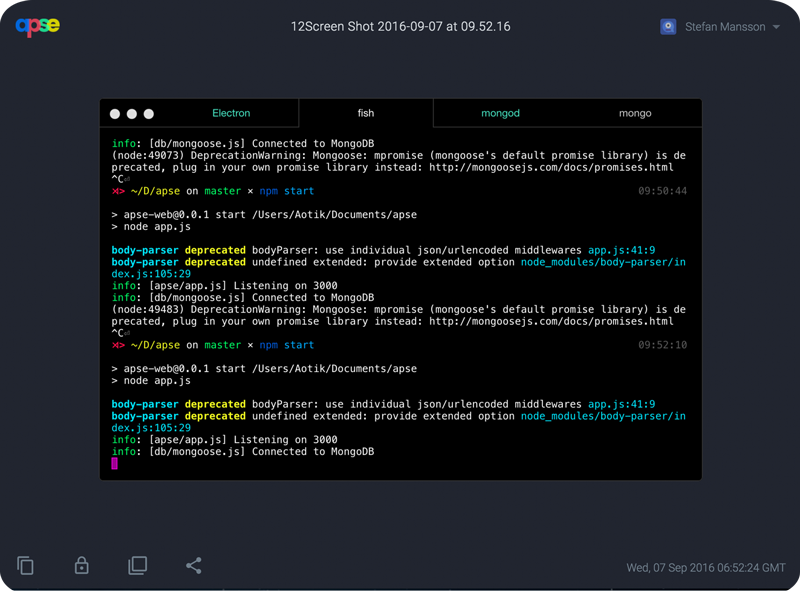 apse
12Screen Shot 2016-09-07 at 09.52.16
Stefan Mansson
Electron
fish
mongod
mongo
info: [db/mongoose.js] Connected to MongoDB
(node:49073) DeprecationWarning: Mongoose: mpromise (mongoose's default promise library) is de
precated, plug in your own promise library instead: http://mongoosejs.com/docs/promises.html
^C⏎
⋊> ~/D/apse on master × npm start 09:50:44
> apse-web@0.0.1 start /Users/Aotik/Documents/apse
> node app.js
body-parser deprecated bodyParser: use individual json/urlencoded middlewares app.js:41:9
body-parser deprecated undefined extended: provide extended option node_modules/body-parser/in
dex.js:105:29
info: [apse/app.js] Listening on 3000
info: [db/mongoose.js] Connected to MongoDB
(node:49483) DeprecationWarning: Mongoose: mpromise (mongoose's default promise library) is de
precated, plug in your own promise library instead: http://mongoosejs.com/docs/promises.html
^C⏎
⋊> ~/D/apse on master × npm start 09:52:10
> apse-web@0.0.1 start /Users/Aotik/Documents/apse
> node app.js
body-parser deprecated bodyParser: use individual json/urlencoded middlewares app.js:41:9
body-parser deprecated undefined extended: provide extended option node_modules/body-parser/in
dex.js:105:29
info: [apse/app.js] Listening on 3000
info: [db/mongoose.js] Connected to MongoDB
Wed, 07 Sep 2016 06:52:24 GMT